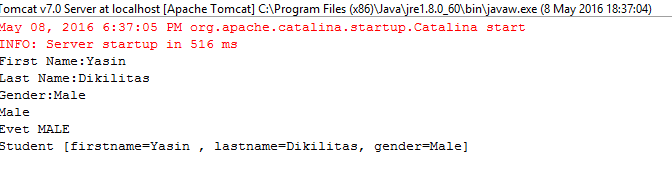 Tomcat v7.0 Server at localhost [Apache Tomcat] C:\Program Files (x86)\Java\jre1.8.0_60\bin\javaw.exe (8 May 2016 18:37:04)
May 08, 2016 6:37:05 PM org.apache.catalina.startup.Catalina start
INFO: Server startup in 516 ms
First Name:Yasin
Last Name:Dikilitas
Gender:Male
Male
Evet MALE
Student [firstname=Yasin , lastname=Dikilitas, gender=Male]